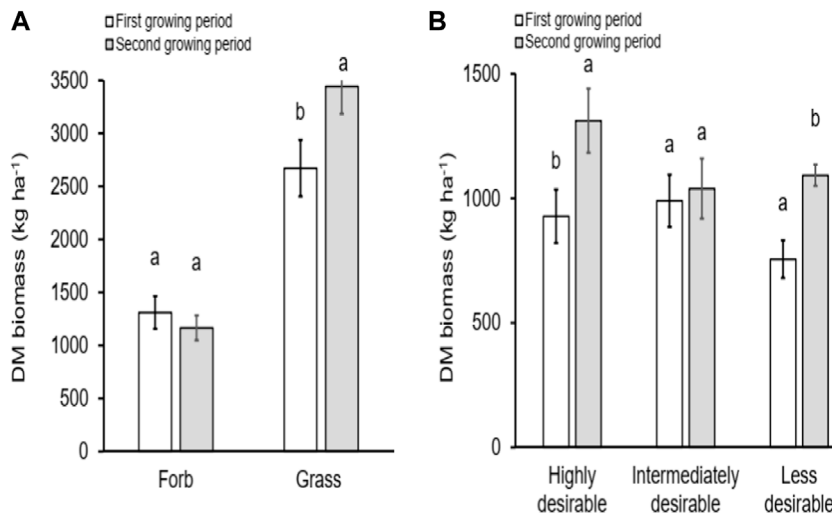 A
First growing period
Second growing period
DM biomass (kg ha⁻¹)
3500
3000
2500
2000
1500
1000
500
0
a
a
b
a
Forb
Grass
B
First growing period
Second growing period
DM biomass (kg ha⁻¹)
1500
1000
500
0
b
a
a
a
a
b
Highly desirable
Intermediately desirable
Less desirable